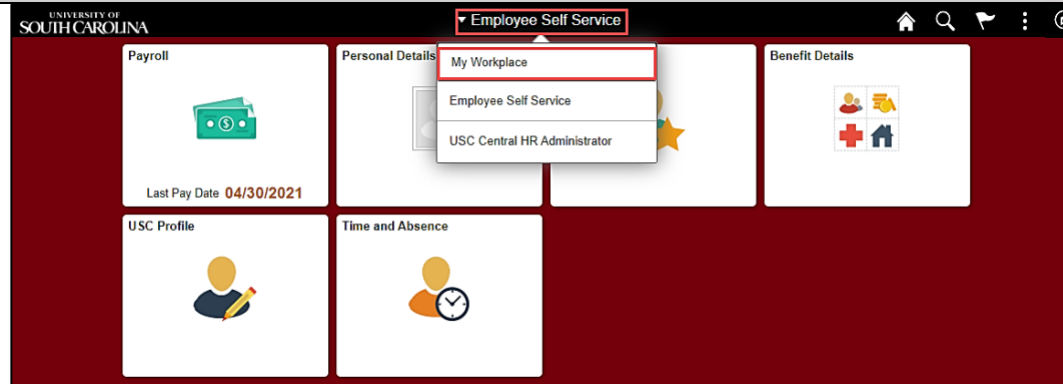 UNIVERSITY OF
SOUTH CAROLINA
Employee Self Service
Payroll
Personal Details
My Workplace
Employee Self Service
USC Central HR Administrator
Benefit Details
Last Pay Date 04/30/2021
USC Profile
Time and Absence